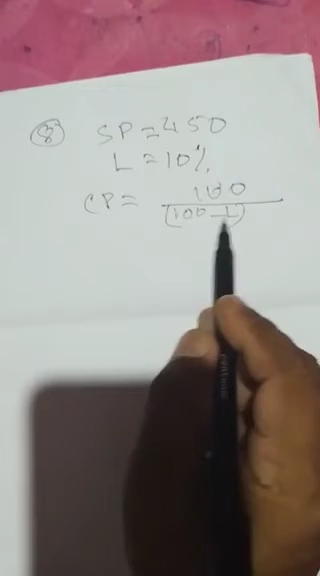 8
SP = 450
L = 10%
CP = 100
(100 - L)